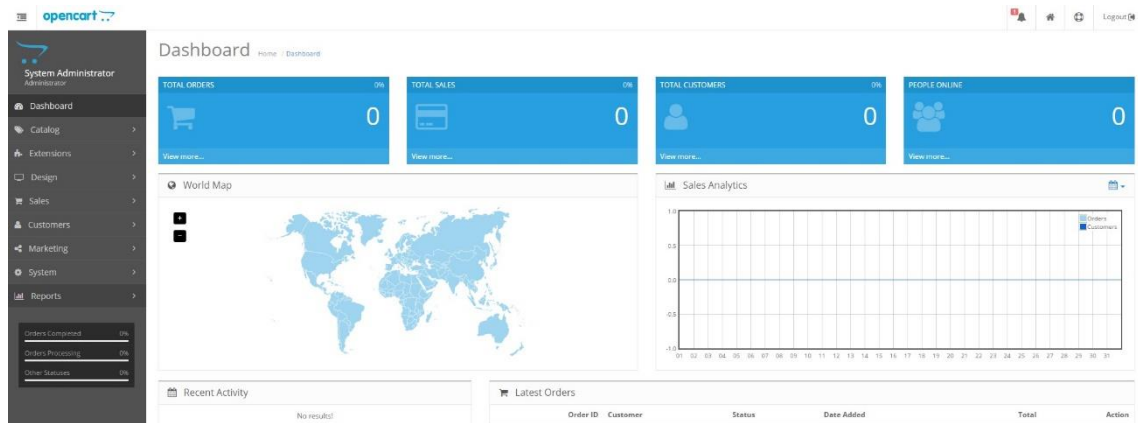 opencart
1
Logout
System Administrator
Administrator
Dashboard
Catalog
Extensions
Design
Sales
Customers
Marketing
System
Reports
Orders Completed 0%
Orders Processing 0%
Other Statuses 0%
Dashboard Home Dashboard
TOTAL ORDERS 0%
0
View more...
TOTAL SALES 0%
0
View more...
TOTAL CUSTOMERS 0%
0
View more...
PEOPLE ONLINE
0
View more...
World Map
+
-
Sales Analytics
Orders
Customers
1.0
0.5
0.0
-0.5
-1.0
01 02 03 04 05 06 07 08 09 10 11 12 13 14 15 16 17 18 19 20 21 22 23 24 25 26 27 28 29 30 31
Recent Activity
No results!
Latest Orders
Order ID Customer Status Date Added Total Action